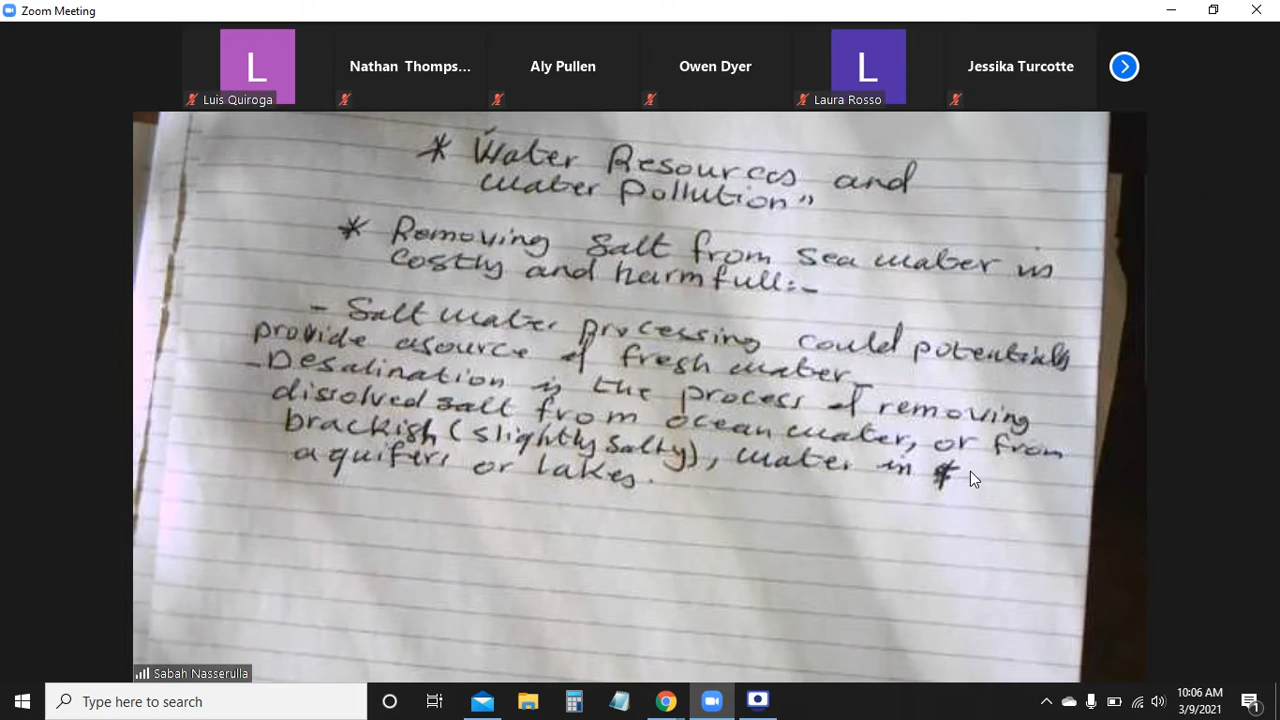 Zoom Meeting
L
Nathan Thomps...
Aly Pullen
Owen Dyer
L
Jessika Turcotte
Luis Quiroga
Laura Rosso
* "Water Resources and
water Pollution"
* Removing Salt from Sea water is
costly and harmfull:-
- Salt water processing could potentially
provide a source of fresh water_
- Desalination is the process of removing
dissolved salt from ocean water, or from
brackish (slightly salty), water in
aquifers or lakes.
Sabah Nasserulla
Type here to search
10:06 AM
3/9/2021
1